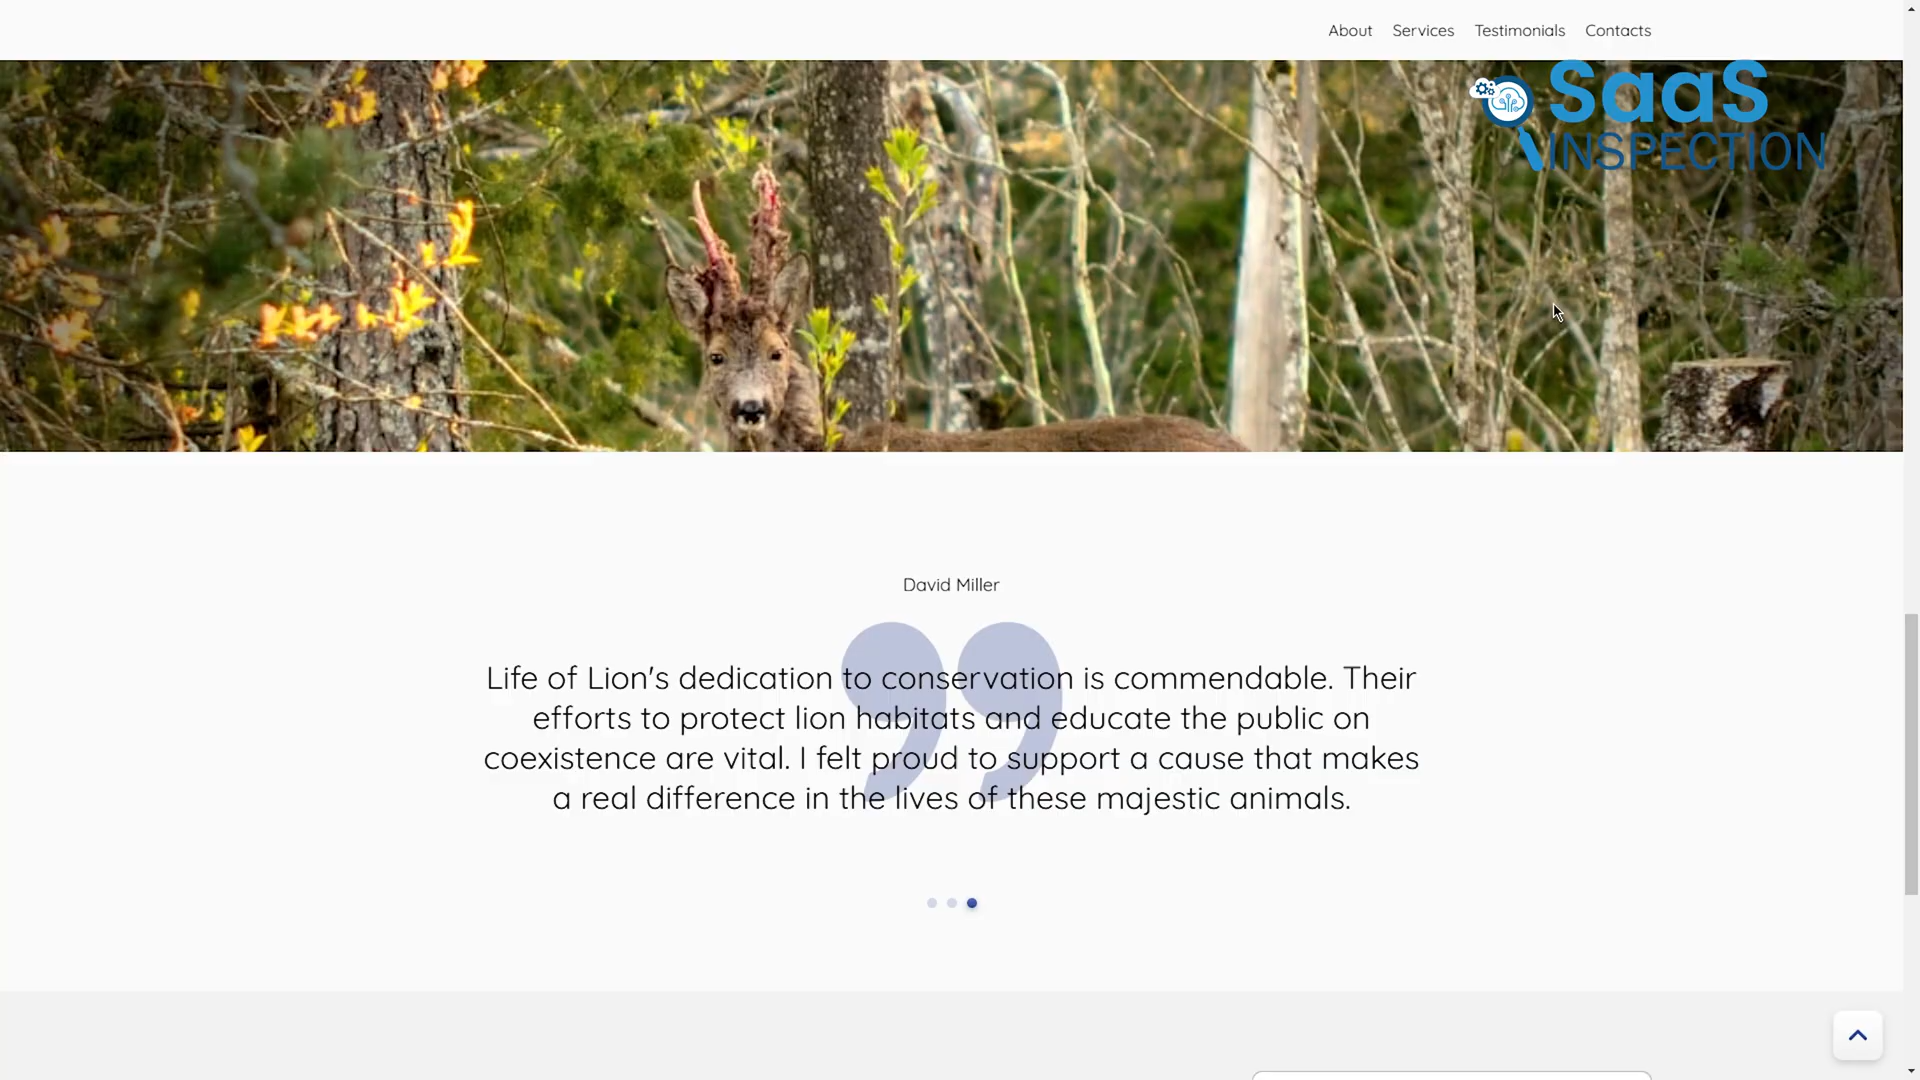 About Services Testimonials Contacts
SaaS
INSPECTION
David Miller
Life of Lion's dedication to conservation is commendable. Their
efforts to protect lion habitats and educate the public on
coexistence are vital. I felt proud to support a cause that makes
a real difference in the lives of these majestic animals.